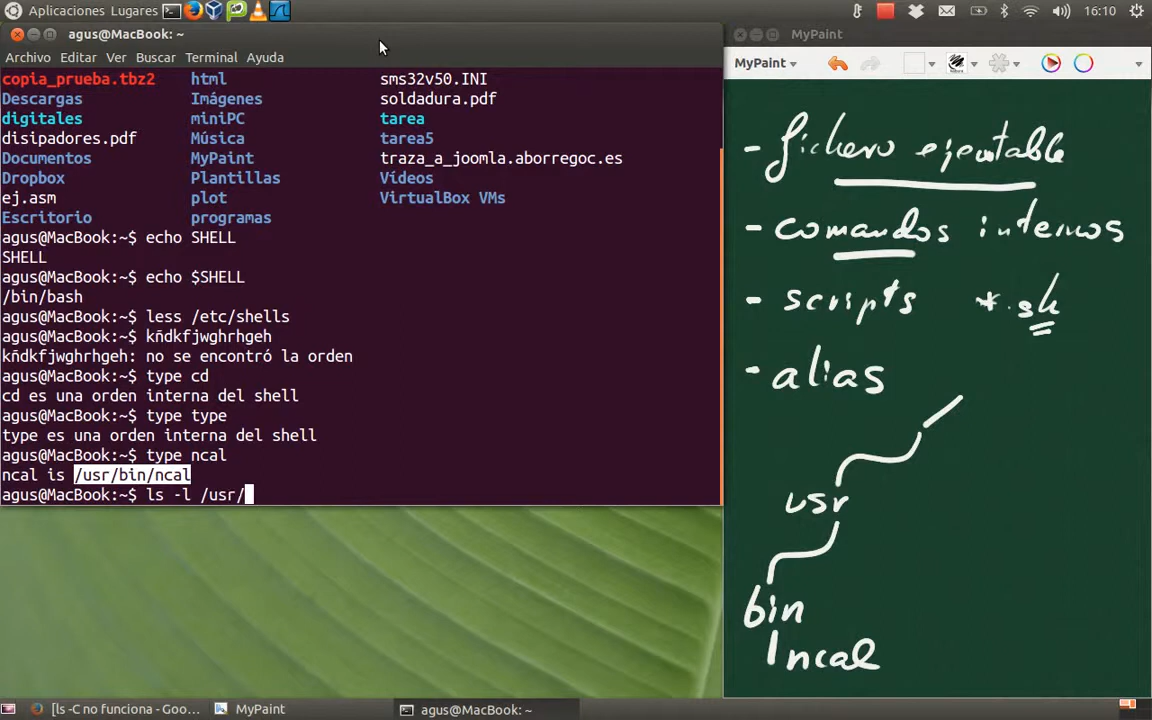 Aplicaciones Lugares 16:10
agus@MacBook: ~
Archivo Editar Ver Buscar Terminal Ayuda
copia_prueba.tbz2 html sms32v50.INI
Descargas Imágenes soldadura.pdf
digitales miniPC tarea
disipadores.pdf Música tarea5
Documentos MyPaint traza_a_joomla.aborregoc.es
Dropbox Plantillas Vídeos
ej.asm plot VirtualBox VMs
Escritorio programas
agus@MacBook:~$ echo SHELL
SHELL
agus@MacBook:~$ echo $SHELL
/bin/bash
agus@MacBook:~$ less /etc/shells
agus@MacBook:~$ kñdkfjwghrhgeh
kñdkfjwghrhgeh: no se encontró la orden
agus@MacBook:~$ type cd
cd es una orden interna del shell
agus@MacBook:~$ type type
type es una orden interna del shell
agus@MacBook:~$ type ncal
ncal is /usr/bin/ncal
agus@MacBook:~$ ls -l /usr/
MyPaint
MyPaint
- fichero ejecutable
- comandos internos
- scripts *.sh
- alias
/
usr
bin
ncal
[ls -C no funciona - Goo... MyPaint agus@MacBook: ~